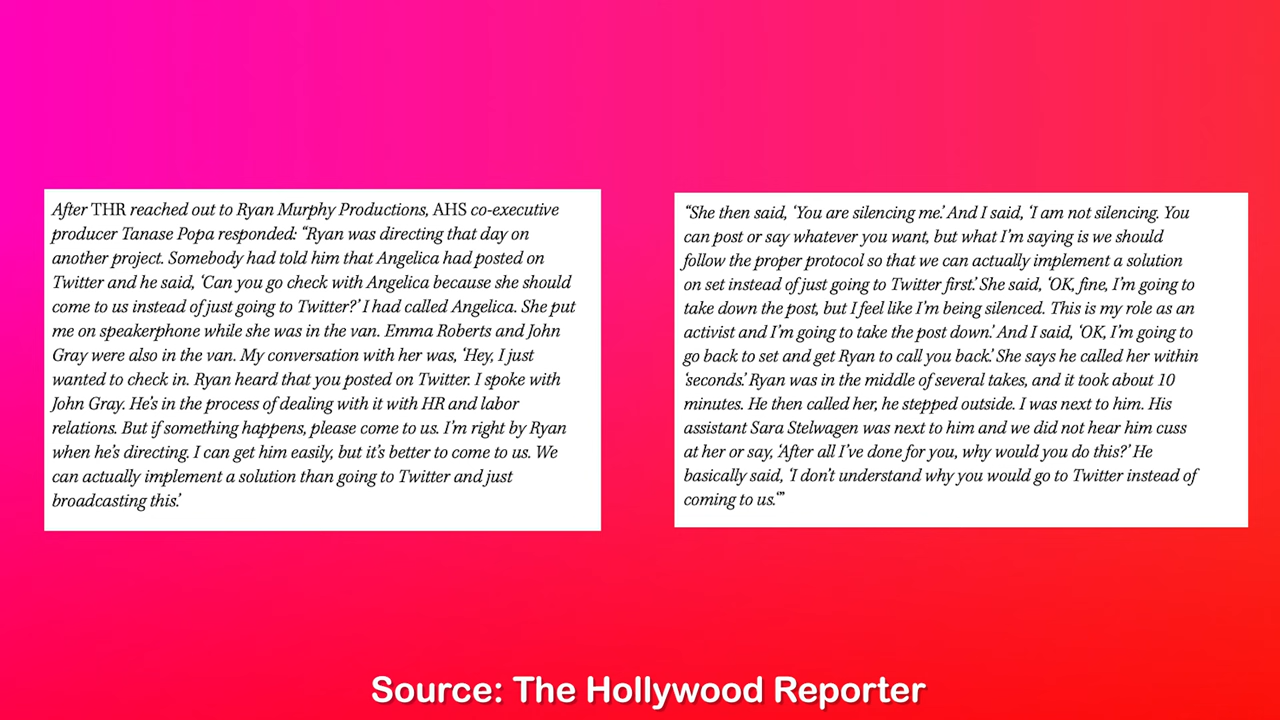 After THR reached out to Ryan Murphy Productions, AHS co-executive
producer Tanase Popa responded: “Ryan was directing that day on
another project. Somebody had told him that Angelica had posted on
Twitter and he said, ‘Can you go check with Angelica because she should
come to us instead of just going to Twitter?’ I had called Angelica. She put
me on speakerphone while she was in the van. Emma Roberts and John
Gray were also in the van. My conversation with her was, ‘Hey, I just
wanted to check in. Ryan heard that you posted on Twitter. I spoke with
John Gray. He’s in the process of dealing with it with HR and labor
relations. But if something happens, please come to us. I’m right by Ryan
when he’s directing. I can get him easily, but it’s better to come to us. We
can actually implement a solution than going to Twitter and just
broadcasting this.’
“She then said, ‘You are silencing me.’ And I said, ‘I am not silencing. You
can post or say whatever you want, but what I’m saying is we should
follow the proper protocol so that we can actually implement a solution
on set instead of just going to Twitter first.’ She said, ‘OK, fine, I’m going to
take down the post, but I feel like I’m being silenced. This is my role as an
activist and I’m going to take the post down.’ And I said, ‘OK, I’m going to
go back to set and get Ryan to call you back.’ She says he called her within
‘seconds.’ Ryan was in the middle of several takes, and it took about 10
minutes. He then called her, he stepped outside. I was next to him. His
assistant Sara Stelwagen was next to him and we did not hear him cuss
at her or say, ‘After all I’ve done for you, why would you do this?’ He
basically said, ‘I don’t understand why you would go to Twitter instead of
coming to us.‘”
Source: The Hollywood Reporter